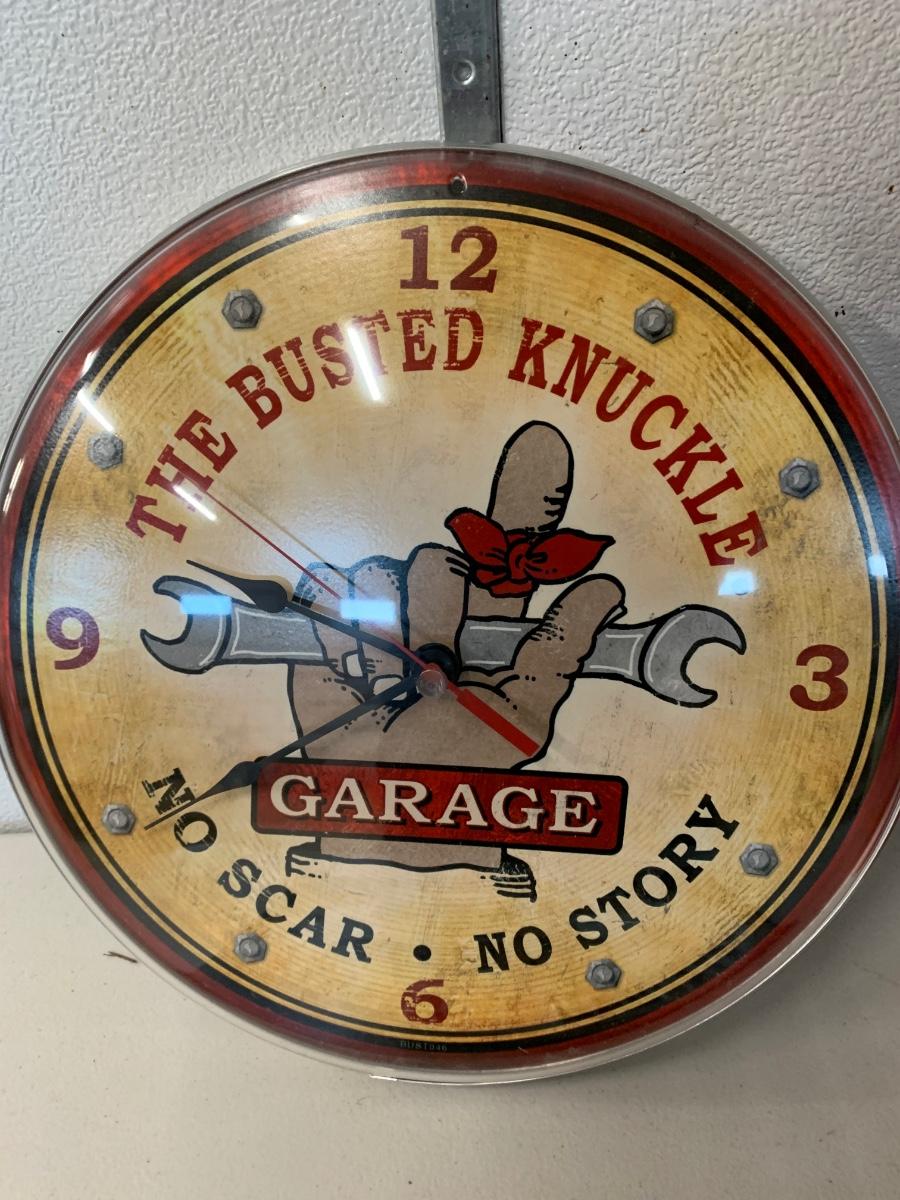 12
THE BUSTED KNUCKLE
9
3
GARAGE
NO SCAR • NO STORY
6